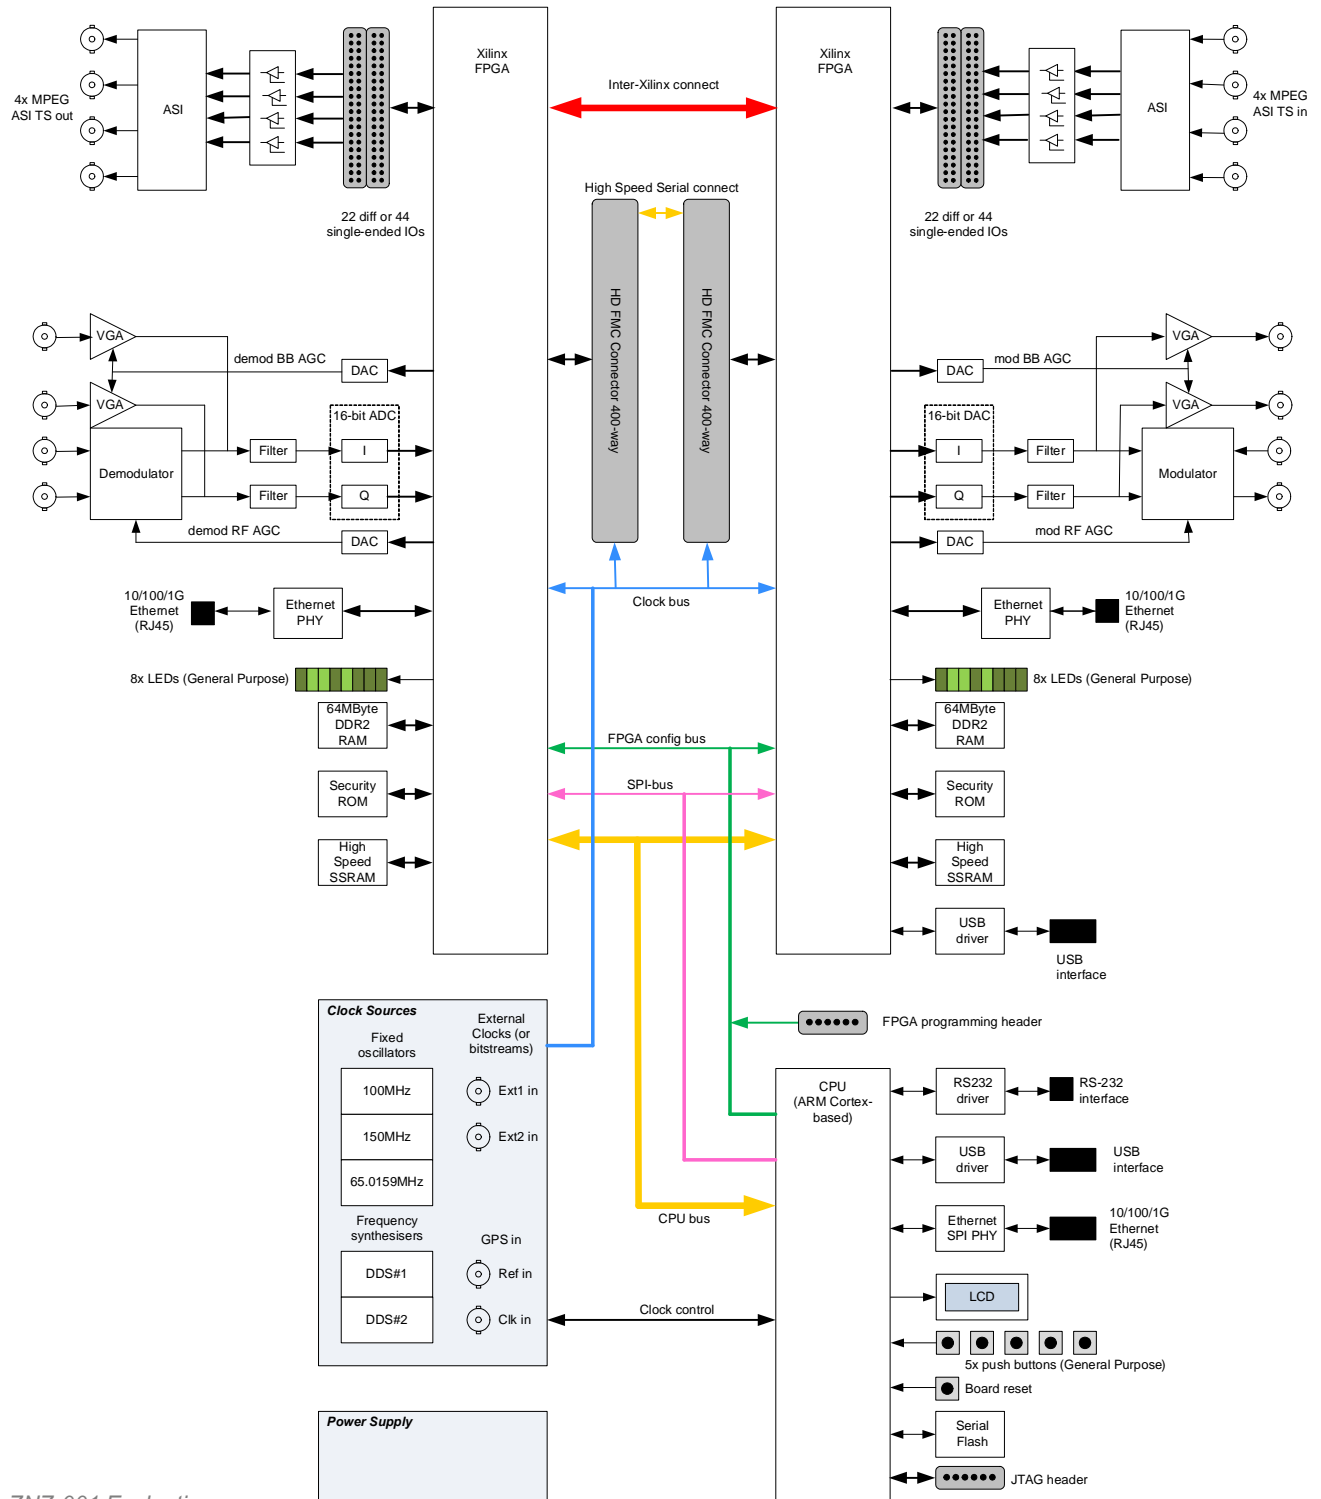 Xilinx
FPGA
Xilinx
FPGA
Inter-Xilinx connect
4x MPEG
ASI TS out
ASI
ASI
4x MPEG
ASI TS in
High Speed Serial connect
22 diff or 44
single-ended IOs
22 diff or 44
single-ended IOs
HD FMC Connector 400-way
HD FMC Connector 400-way
VGA
demod BB AGC
DAC
VGA
16-bit ADC
Filter
I
Demodulator
Filter
Q
demod RF AGC
DAC
VGA
mod BB AGC
DAC
VGA
16-bit DAC
I
Filter
Modulator
Q
Filter
DAC
mod RF AGC
Clock bus
10/100/1G
Ethernet
(RJ45)
Ethernet
PHY
Ethernet
PHY
10/100/1G
Ethernet
(RJ45)
8x LEDs (General Purpose)
8x LEDs (General Purpose)
64MByte
DDR2
RAM
64MByte
DDR2
RAM
FPGA config bus
Security
ROM
SPI-bus
Security
ROM
High
Speed
SSRAM
High
Speed
SSRAM
USB
driver
USB
interface
Clock Sources
Fixed
oscillators
External
Clocks (or
bitstreams)
100MHz
Ext1 in
150MHz
Ext2 in
65.0159MHz
Frequency
synthesisers
GPS in
DDS#1
Ref in
DDS#2
Clk in
Clock control
CPU bus
FPGA programming header
CPU
(ARM Cortex-
based)
RS232
driver
RS-232
interface
USB
driver
USB
interface
Ethernet
SPI PHY
10/100/1G
Ethernet
(RJ45)
LCD
5x push buttons (General Purpose)
Board reset
Serial
Flash
JTAG header
Power Supply